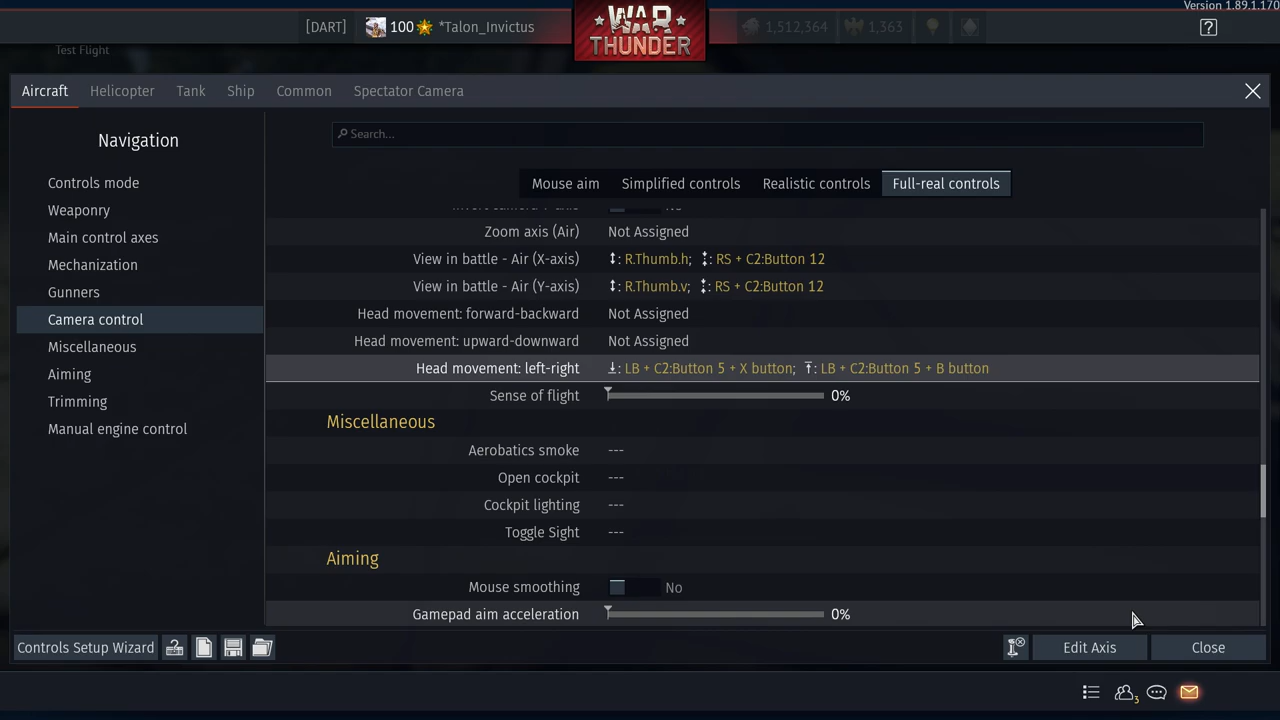 Version 1.89.1.170
[DART] 100 *Talon_Invictus WAR THUNDER 1,512,364 1,363 ?
Test Flight
Aircraft Helicopter Tank Ship Common Spectator Camera
Navigation
Controls mode
Weaponry
Main control axes
Mechanization
Gunners
Camera control
Miscellaneous
Aiming
Trimming
Manual engine control
Search...
Mouse aim Simplified controls Realistic controls Full-real controls
Zoom axis (Air) Not Assigned
View in battle - Air (X-axis) : R.Thumb.h; : RS + C2:Button 12
View in battle - Air (Y-axis) : R.Thumb.v; : RS + C2:Button 12
Head movement: forward-backward Not Assigned
Head movement: upward-downward Not Assigned
Head movement: left-right : LB + C2:Button 5 + X button; : LB + C2:Button 5 + B button
Sense of flight 0%
Miscellaneous
Aerobatics smoke ---
Open cockpit ---
Cockpit lighting ---
Toggle Sight ---
Aiming
Mouse smoothing No
Gamepad aim acceleration 0%
Controls Setup Wizard Edit Axis Close
3